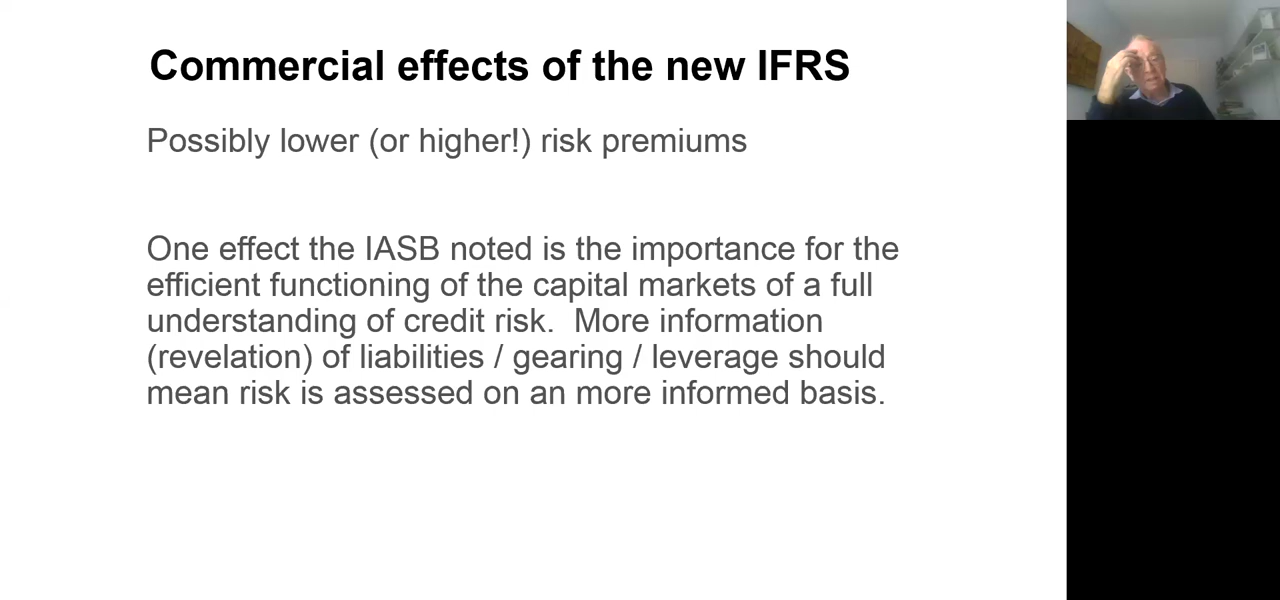 Commercial effects of the new IFRS
Possibly lower (or higher!) risk premiums
One effect the IASB noted is the importance for the
efficient functioning of the capital markets of a full
understanding of credit risk.  More information
(revelation) of liabilities / gearing / leverage should
mean risk is assessed on an more informed basis.